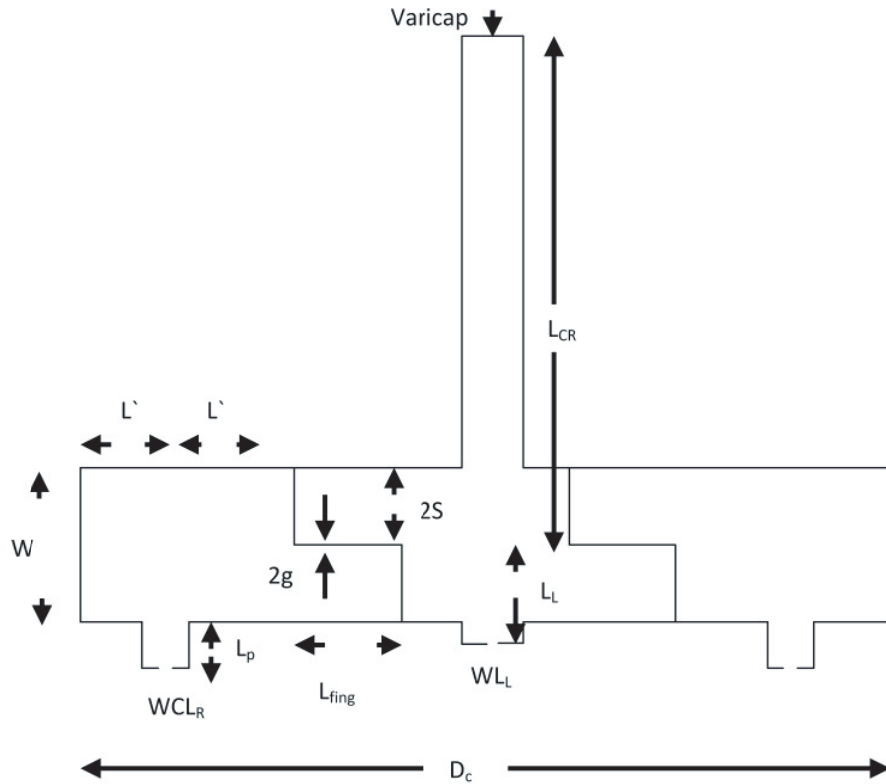 Varicap
L_CR
L` L`
2S
W
2g
L_L
L_p
L_fing
WL_L
WCL_R
D_c